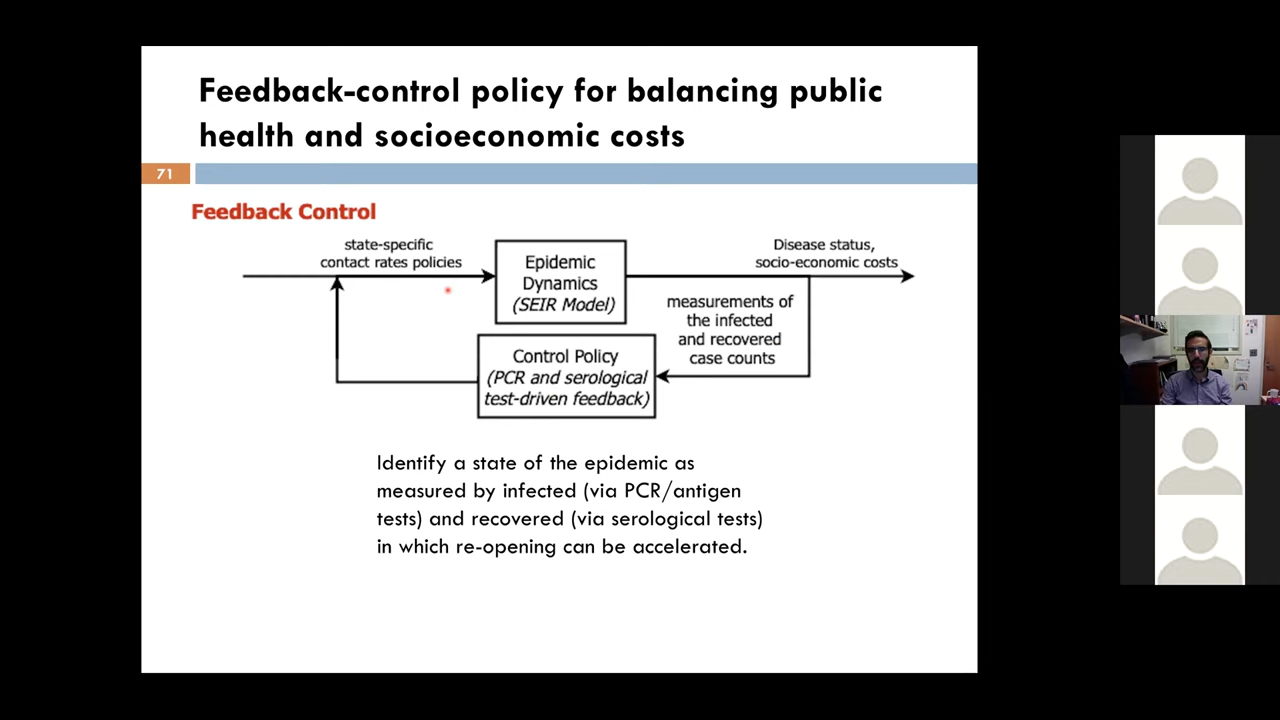 Feedback-control policy for balancing public
health and socioeconomic costs
71
Feedback Control
state-specific
contact rates policies
Epidemic
Dynamics
(SEIR Model)
Disease status,
socio-economic costs
measurements of
the infected
and recovered
case counts
Control Policy
(PCR and serological
test-driven feedback)
Identify a state of the epidemic as
measured by infected (via PCR/antigen
tests) and recovered (via serological tests)
in which re-opening can be accelerated.